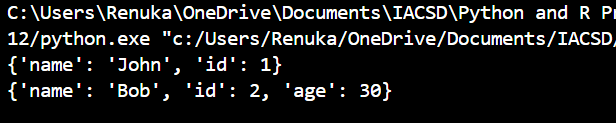 C:\Users\Renuka\OneDrive\Documents\IACSD\Python and R P
12/python.exe "c:/Users/Renuka/OneDrive/Documents/IACSD/
{'name': 'John', 'id': 1}
{'name': 'Bob', 'id': 2, 'age': 30}